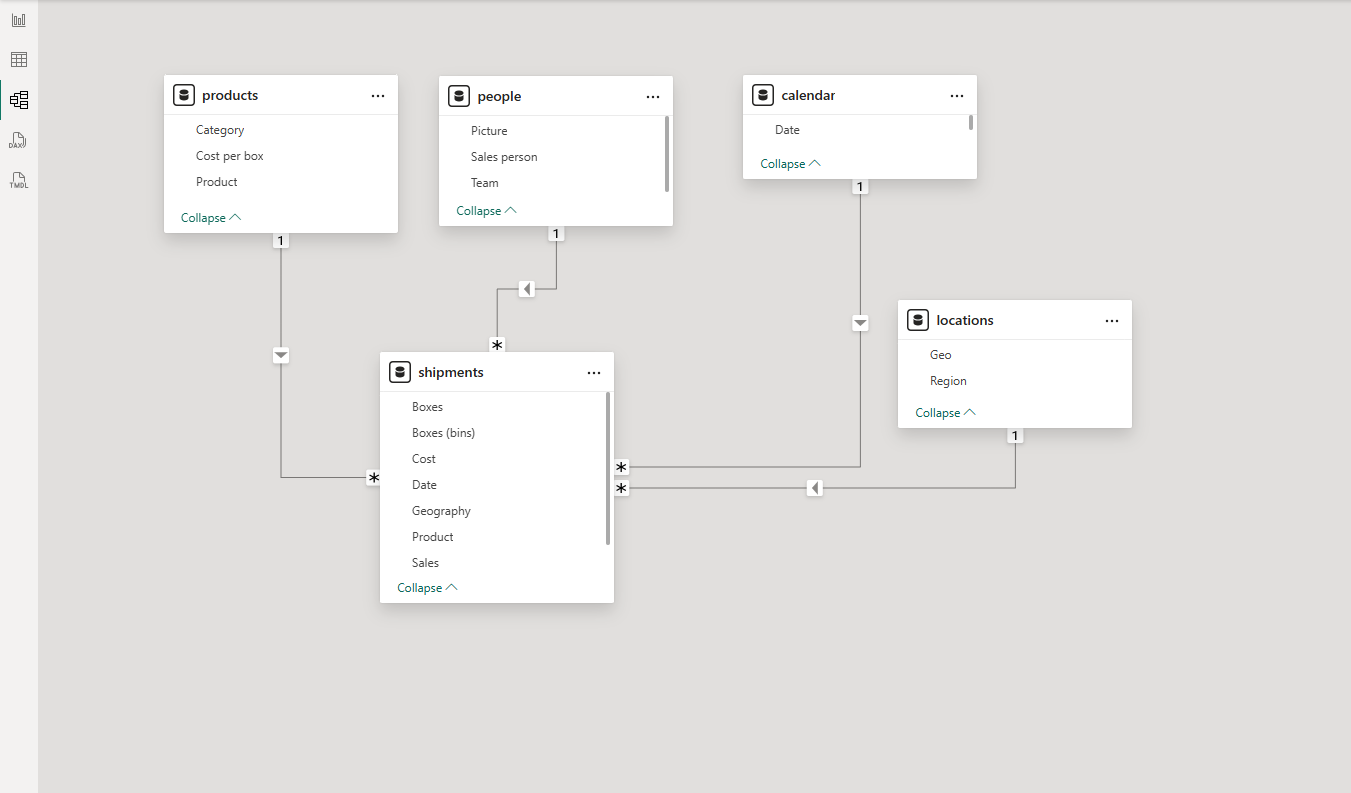 DAX
TMDL
products
...
Category
Cost per box
Product
Collapse
1
people
...
Picture
Sales person
Team
Collapse
1
calendar
...
Date
Collapse
1
locations
...
Geo
Region
Collapse
1
*
shipments
...
Boxes
Boxes (bins)
Cost
Date
Geography
Product
Sales
Collapse
*
*
*